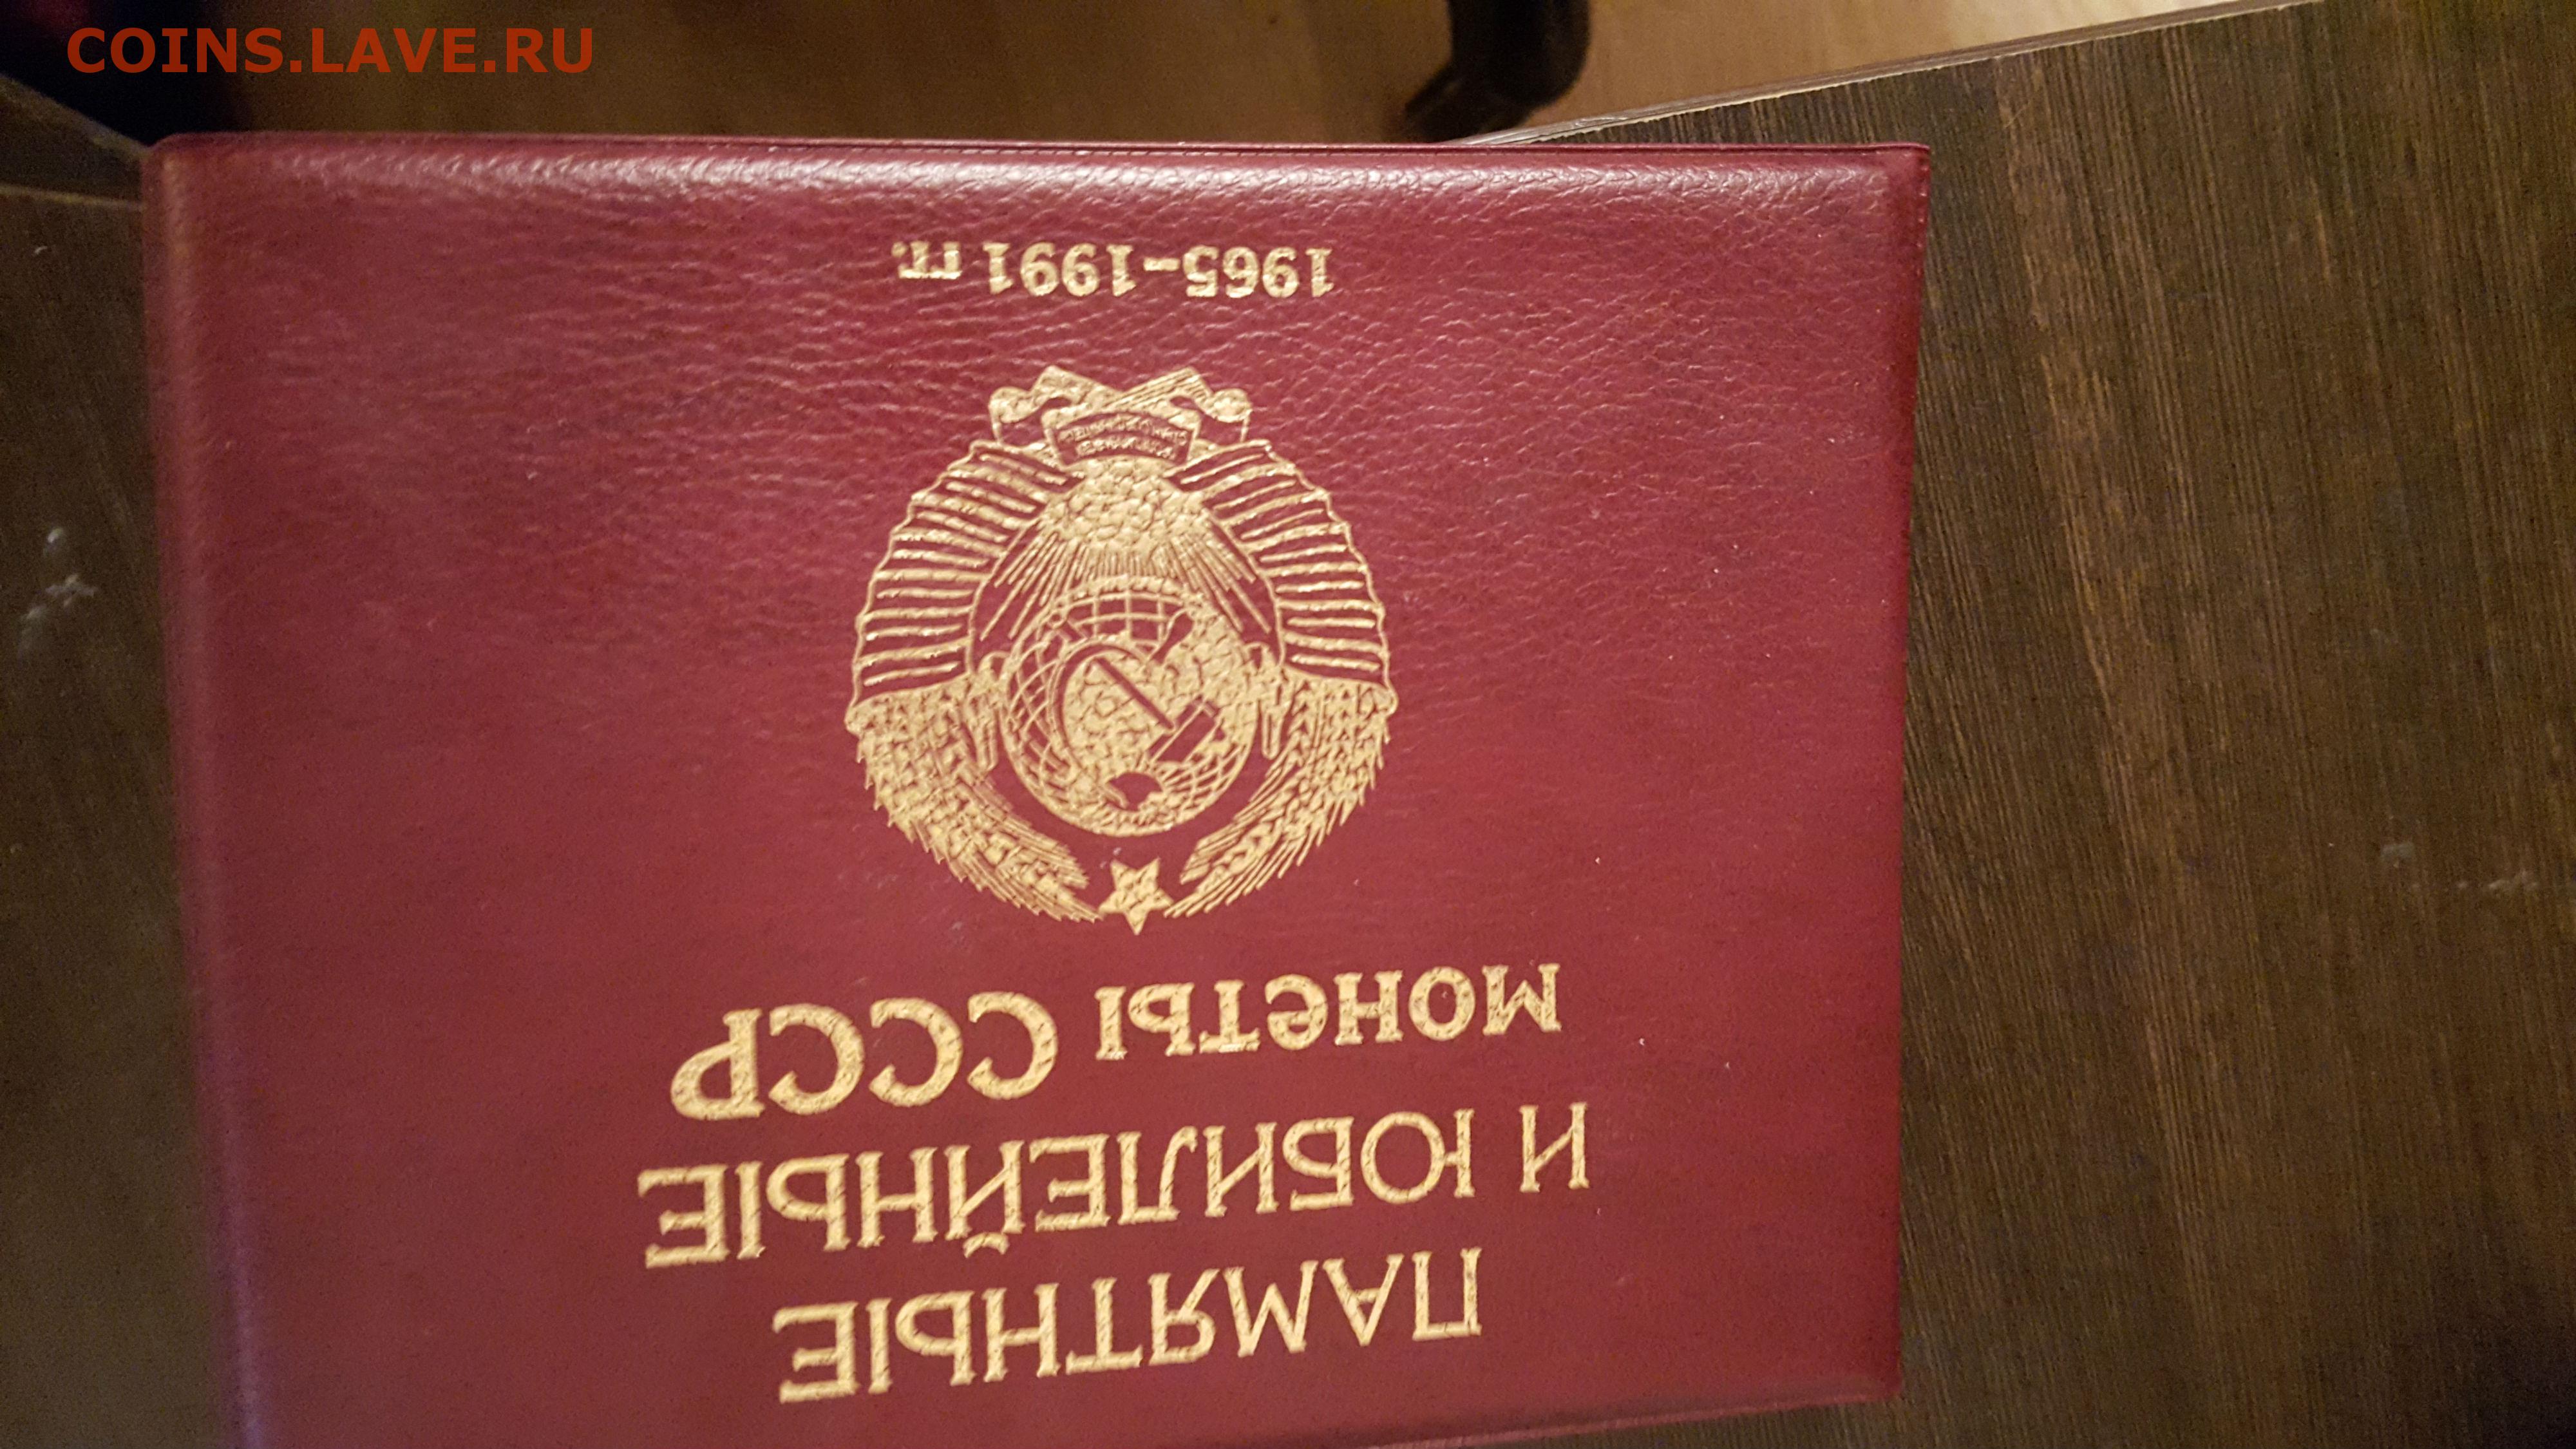 COINS.LAVE.RU
ПАМЯТНЫЕ
И ЮБИЛЕЙНЫЕ
МОНЕТЫ СССР
1965-1991 гг.